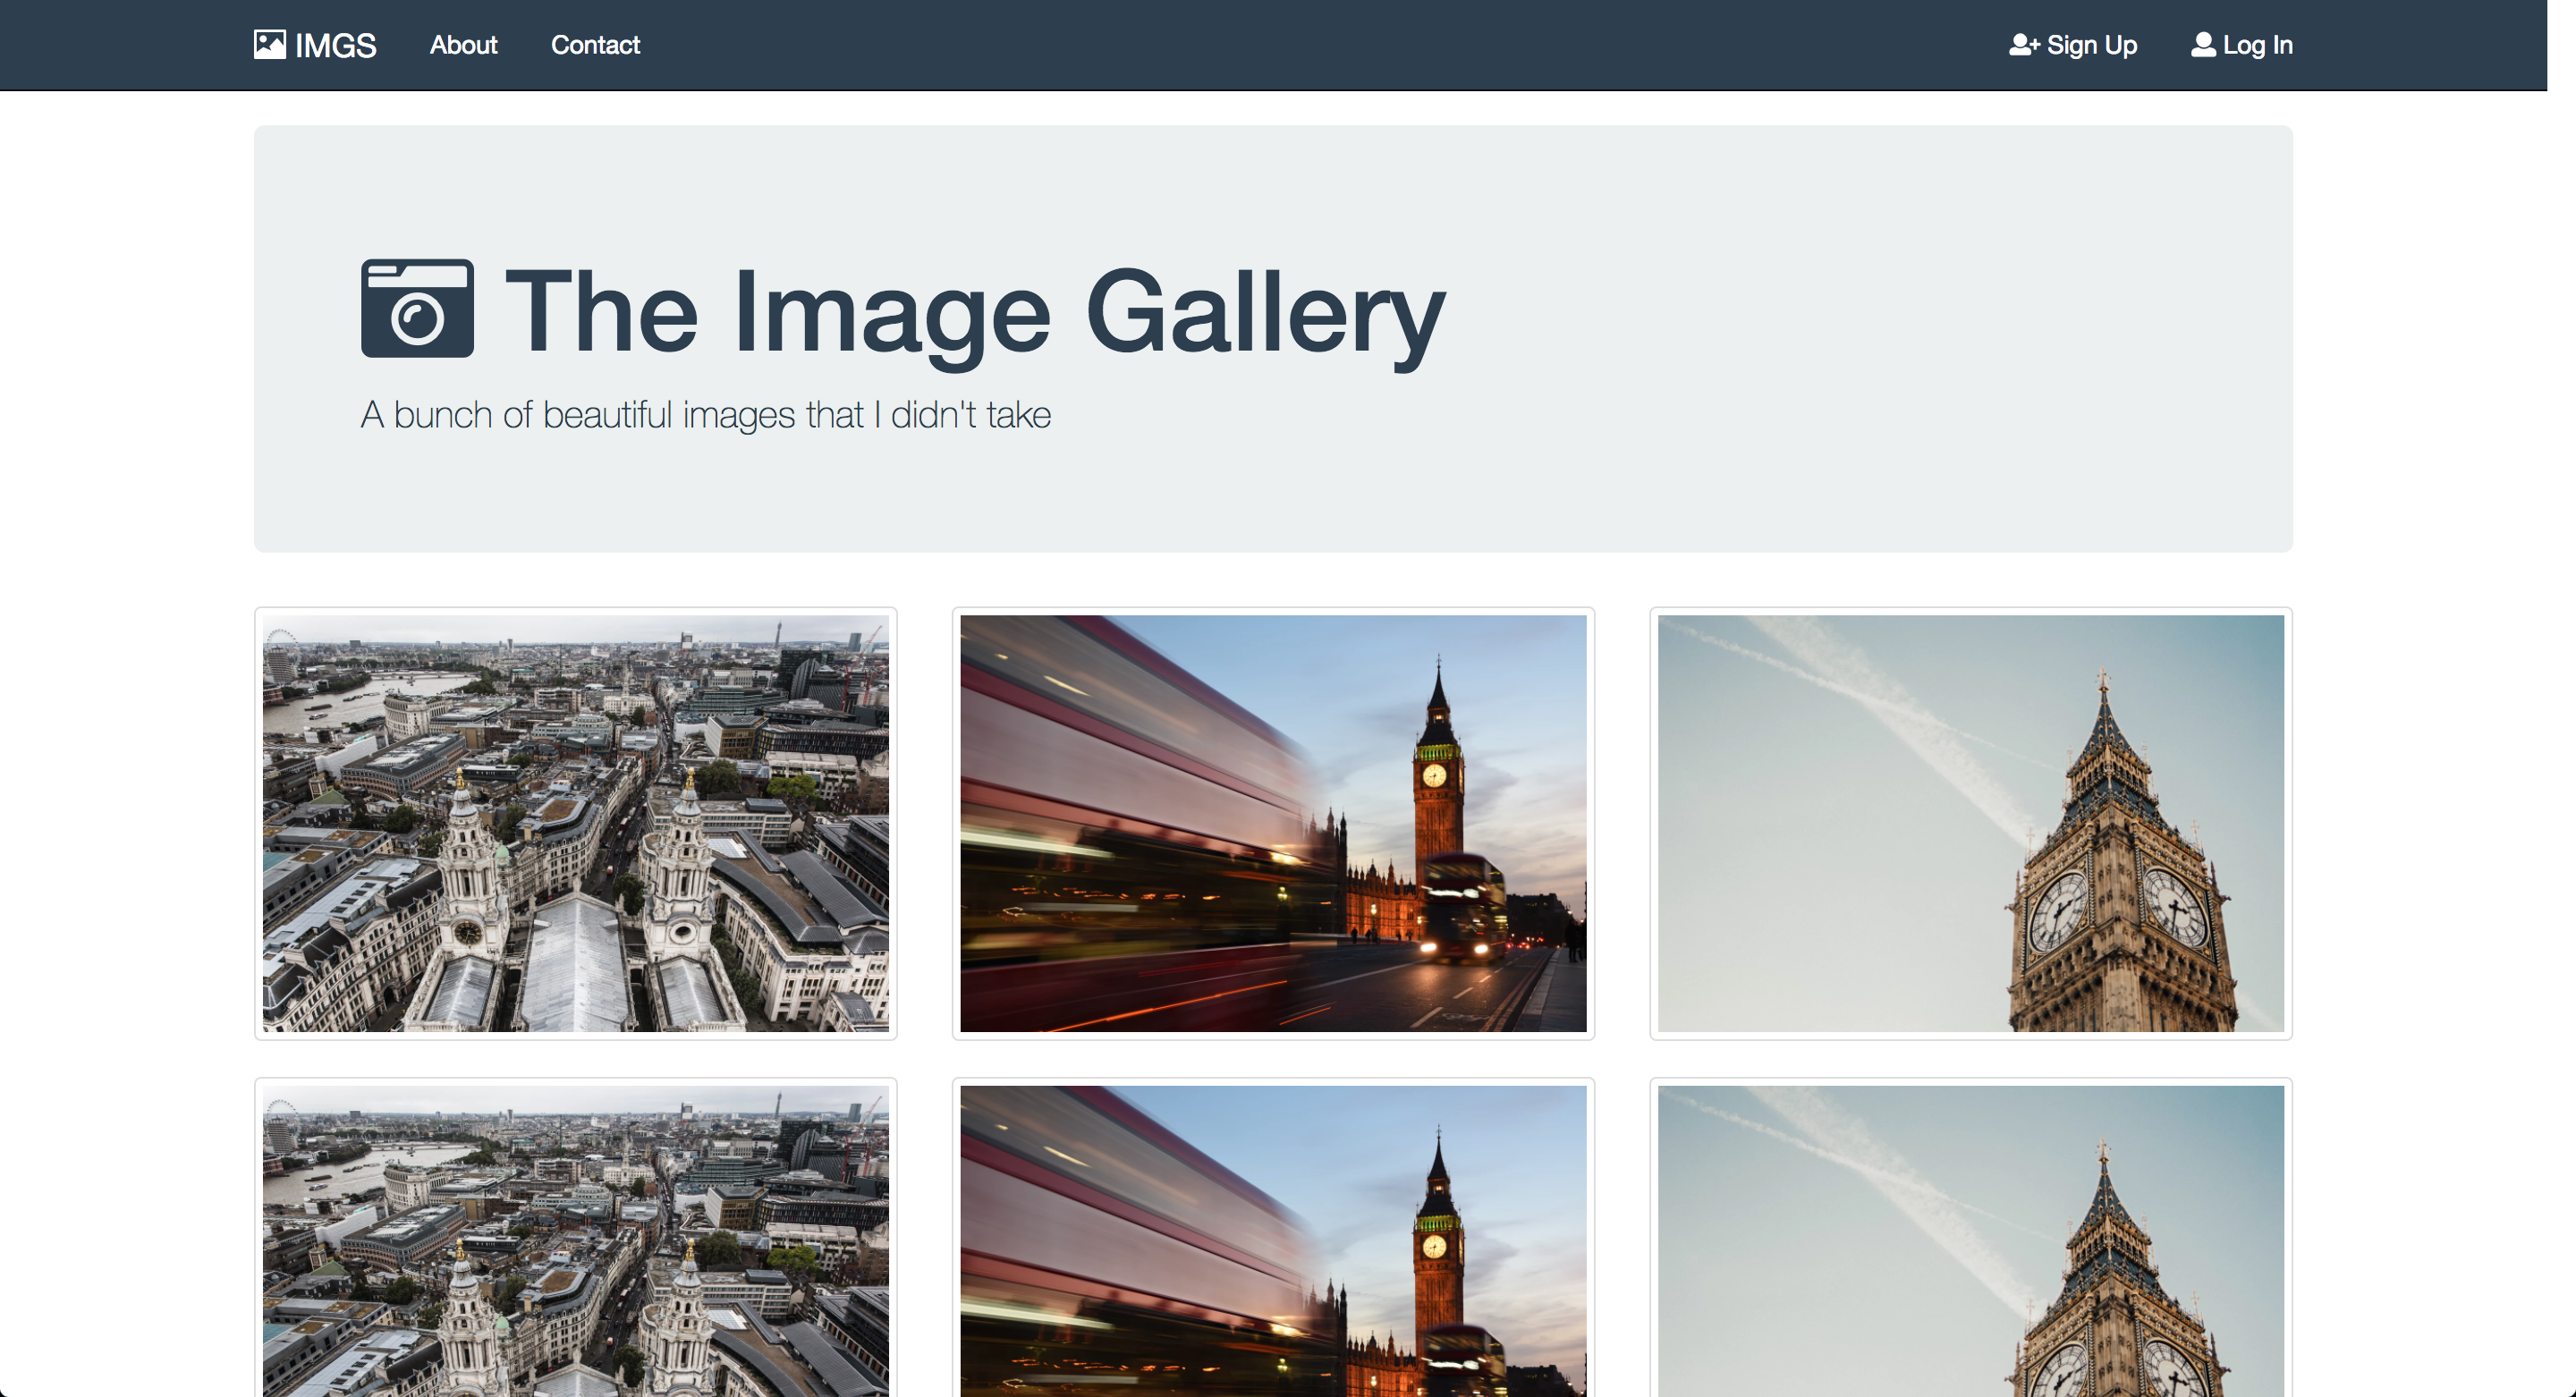 IMGS About Contact Sign Up Log In
The Image Gallery
A bunch of beautiful images that I didn't take